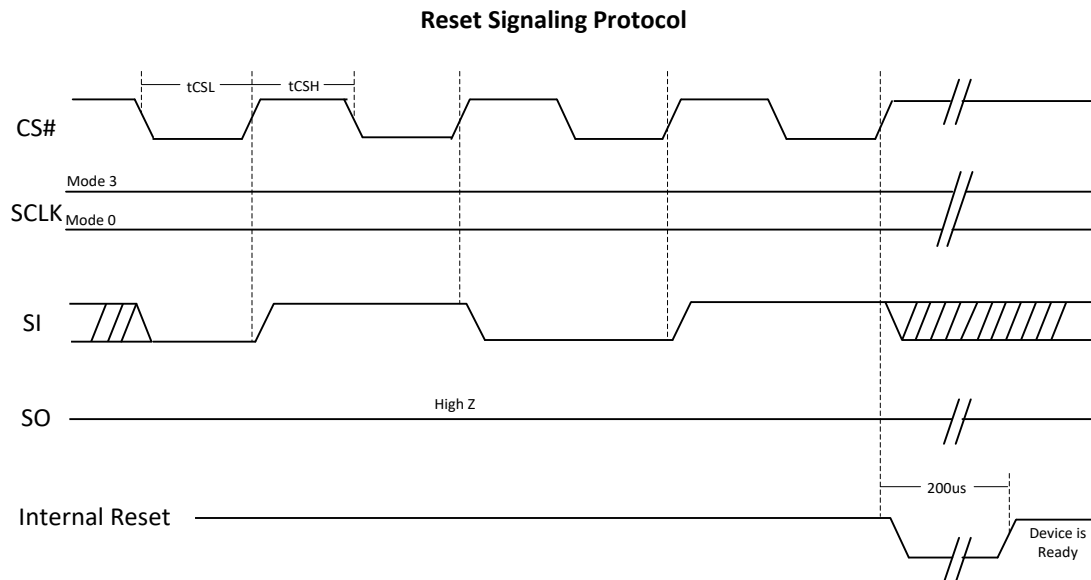 Reset Signaling Protocol
tCSL
tCSH
CS#
Mode 3
SCLK
Mode 0
SI
High Z
SO
200us
Internal Reset
Device is
Ready